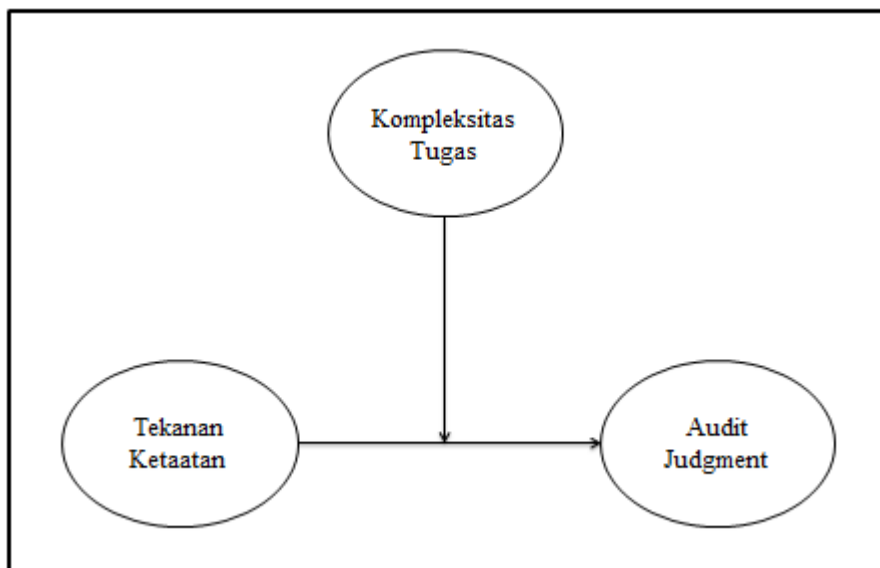 Kompleksitas
Tugas
Tekanan
Ketaatan
Audit
Judgment